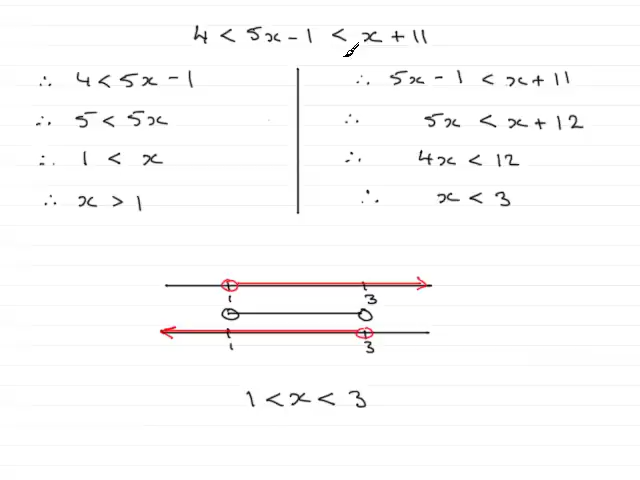 4 < 5x - 1 < x + 11
∴ 4 < 5x - 1
∴ 5 < 5x
∴ 1 < x
∴ x > 1
∴ 5x - 1 < x + 11
∴ 5x < x + 12
∴ 4x < 12
∴ x < 3
1 3
1 3
1 < x < 3